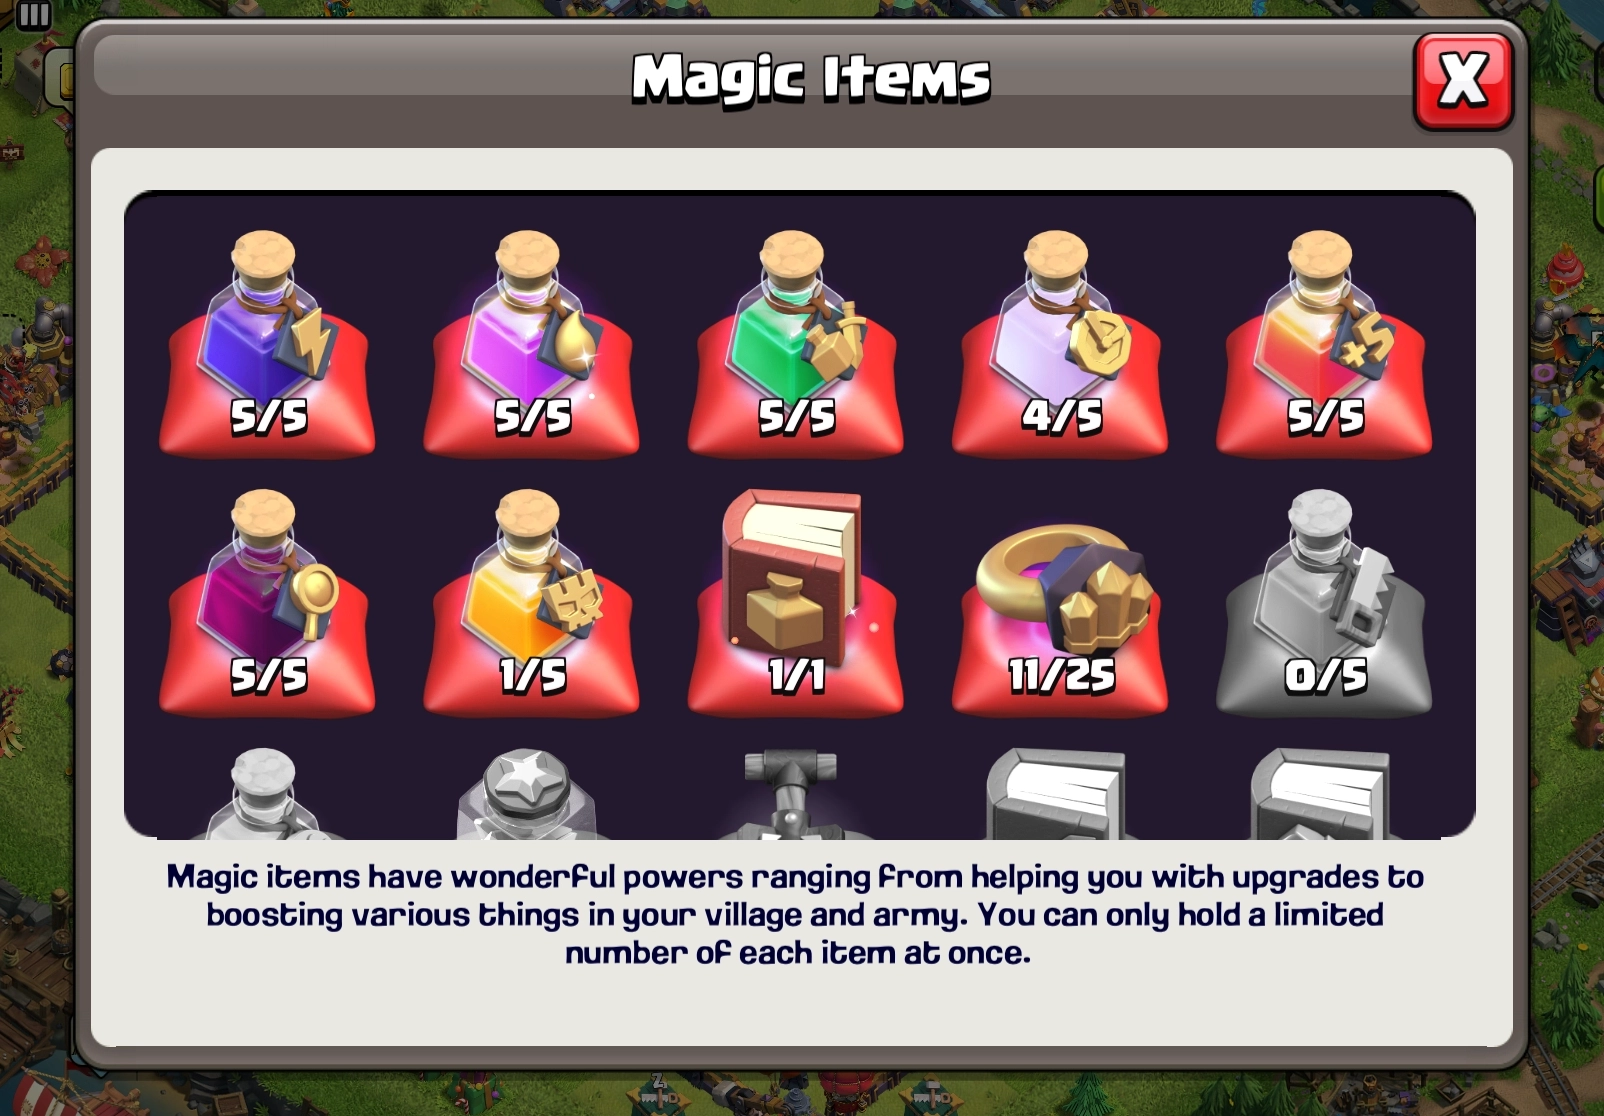 Magic Items
X
5/5
5/5
5/5
4/5
x5
5/5
5/5
1/5
1/1
11/25
0/5
Magic items have wonderful powers ranging from helping you with upgrades to
boosting various things in your village and army. You can only hold a limited
number of each item at once.
z